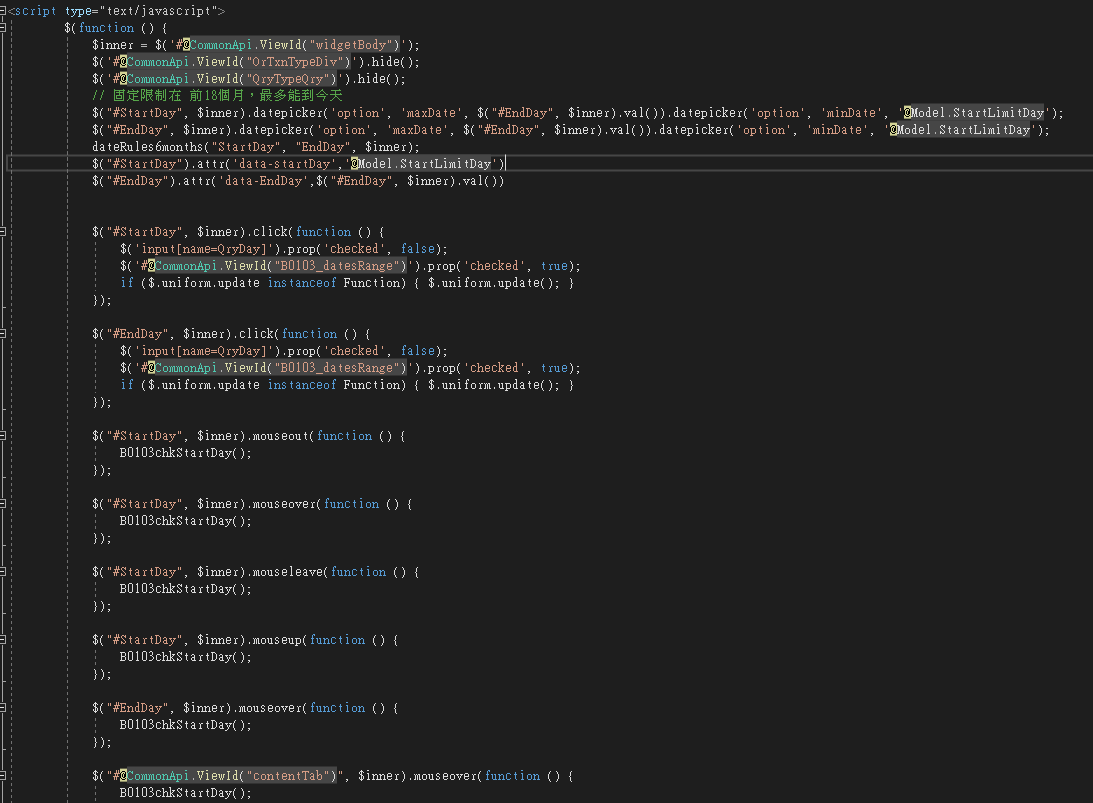 <script type="text/javascript">
$(function () {
$inner = $('#@CommonApi.ViewId("widgetBody")');
$('#@CommonApi.ViewId("OrTxnTypeDiv")').hide();
$('#@CommonApi.ViewId("QryTypeQry")').hide();
// 固定限制在 前18個月，最多能到今天
$("#StartDay", $inner).datepicker('option', 'maxDate', $("#EndDay", $inner).val()).datepicker('option', 'minDate', '@Model.StartLimitDay');
$("#EndDay", $inner).datepicker('option', 'maxDate', $("#EndDay", $inner).val()).datepicker('option', 'minDate', '@Model.StartLimitDay');
dateRules6months("StartDay", "EndDay", $inner);
$("#StartDay").attr('data-startDay','@Model.StartLimitDay')
$("#EndDay").attr('data-EndDay',$("#EndDay", $inner).val())
$("#StartDay", $inner).click(function () {
$('input[name=QryDay]').prop('checked', false);
$('#@CommonApi.ViewId("B0103_datesRange")').prop('checked', true);
if ($.uniform.update instanceof Function) { $.uniform.update(); }
});
$("#EndDay", $inner).click(function () {
$('input[name=QryDay]').prop('checked', false);
$('#@CommonApi.ViewId("B0103_datesRange")').prop('checked', true);
if ($.uniform.update instanceof Function) { $.uniform.update(); }
});
$("#StartDay", $inner).mouseout(function () {
B0103chkStartDay();
});
$("#StartDay", $inner).mouseover(function () {
B0103chkStartDay();
});
$("#StartDay", $inner).mouseleave(function () {
B0103chkStartDay();
});
$("#StartDay", $inner).mouseup(function () {
B0103chkStartDay();
});
$("#EndDay", $inner).mouseover(function () {
B0103chkStartDay();
});
$("#@CommonApi.ViewId("contentTab")", $inner).mouseover(function () {
B0103chkStartDay();